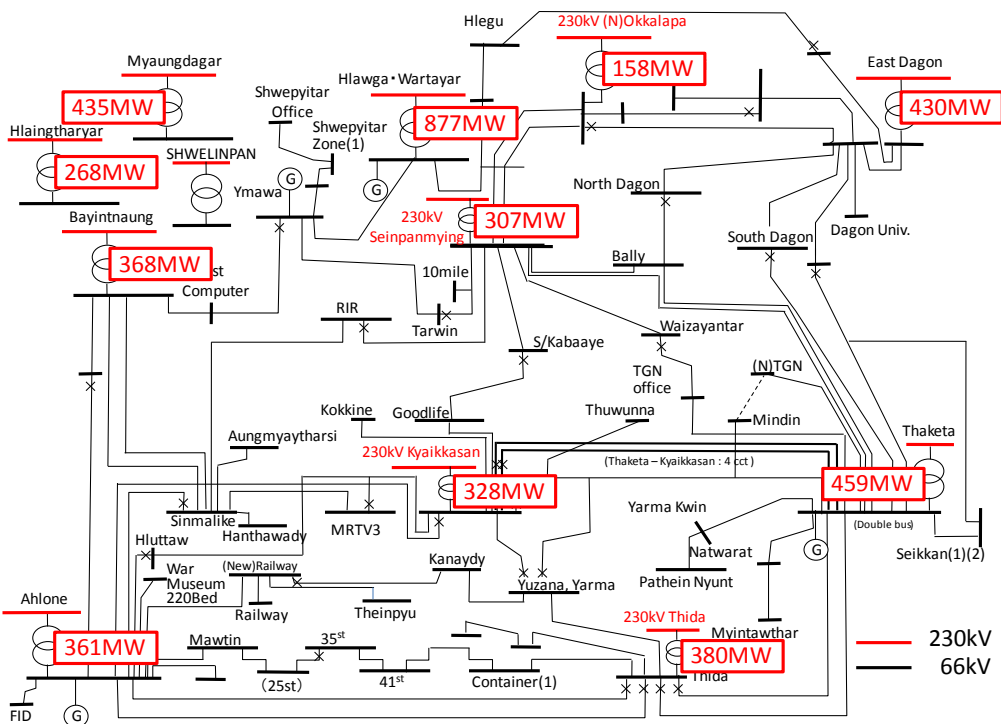 Hlegu
230kV (N)Okkalapa
158MW
East Dagon
430MW
Myaungdagar
435MW
Hlawga・Wartayar
877MW
Shwepyitar
Office
Shwepyitar
Zone(1)
Hlaingtharyar
268MW
SHWELINPAN
G
Ymawa
G
230kV
Seinpanmying
307MW
North Dagon
Dagon Univ.
South Dagon
Bayintnaung
368MW
st
Computer
10mile
Tarwin
Bally
RIR
S/Kabaaye
Waizayantar
TGN
office
(N)TGN
Mindin
Kokkine
Goodlife
Thuwunna
Aungmyaytharsi
230kV Kyaikkasan
328MW
(Thaketa – Kyaikkasan : 4 cct )
Thaketa
459MW
(Double bus)
G
Seikkan(1)(2)
Sinmalike
Hanthawady
MRTV3
Yarma Kwin
Natwarat
Pathein Nyunt
Hluttaw
War
Museum
220Bed
(New)Railway
Railway
Theinpyu
Kanaydy
Yuzana, Yarma
Ahlone
361MW
Mawtin
35st
(25st)
41st
Container(1)
230kV Thida
380MW
Thida
Myintawthar
FID
G
230kV
66kV